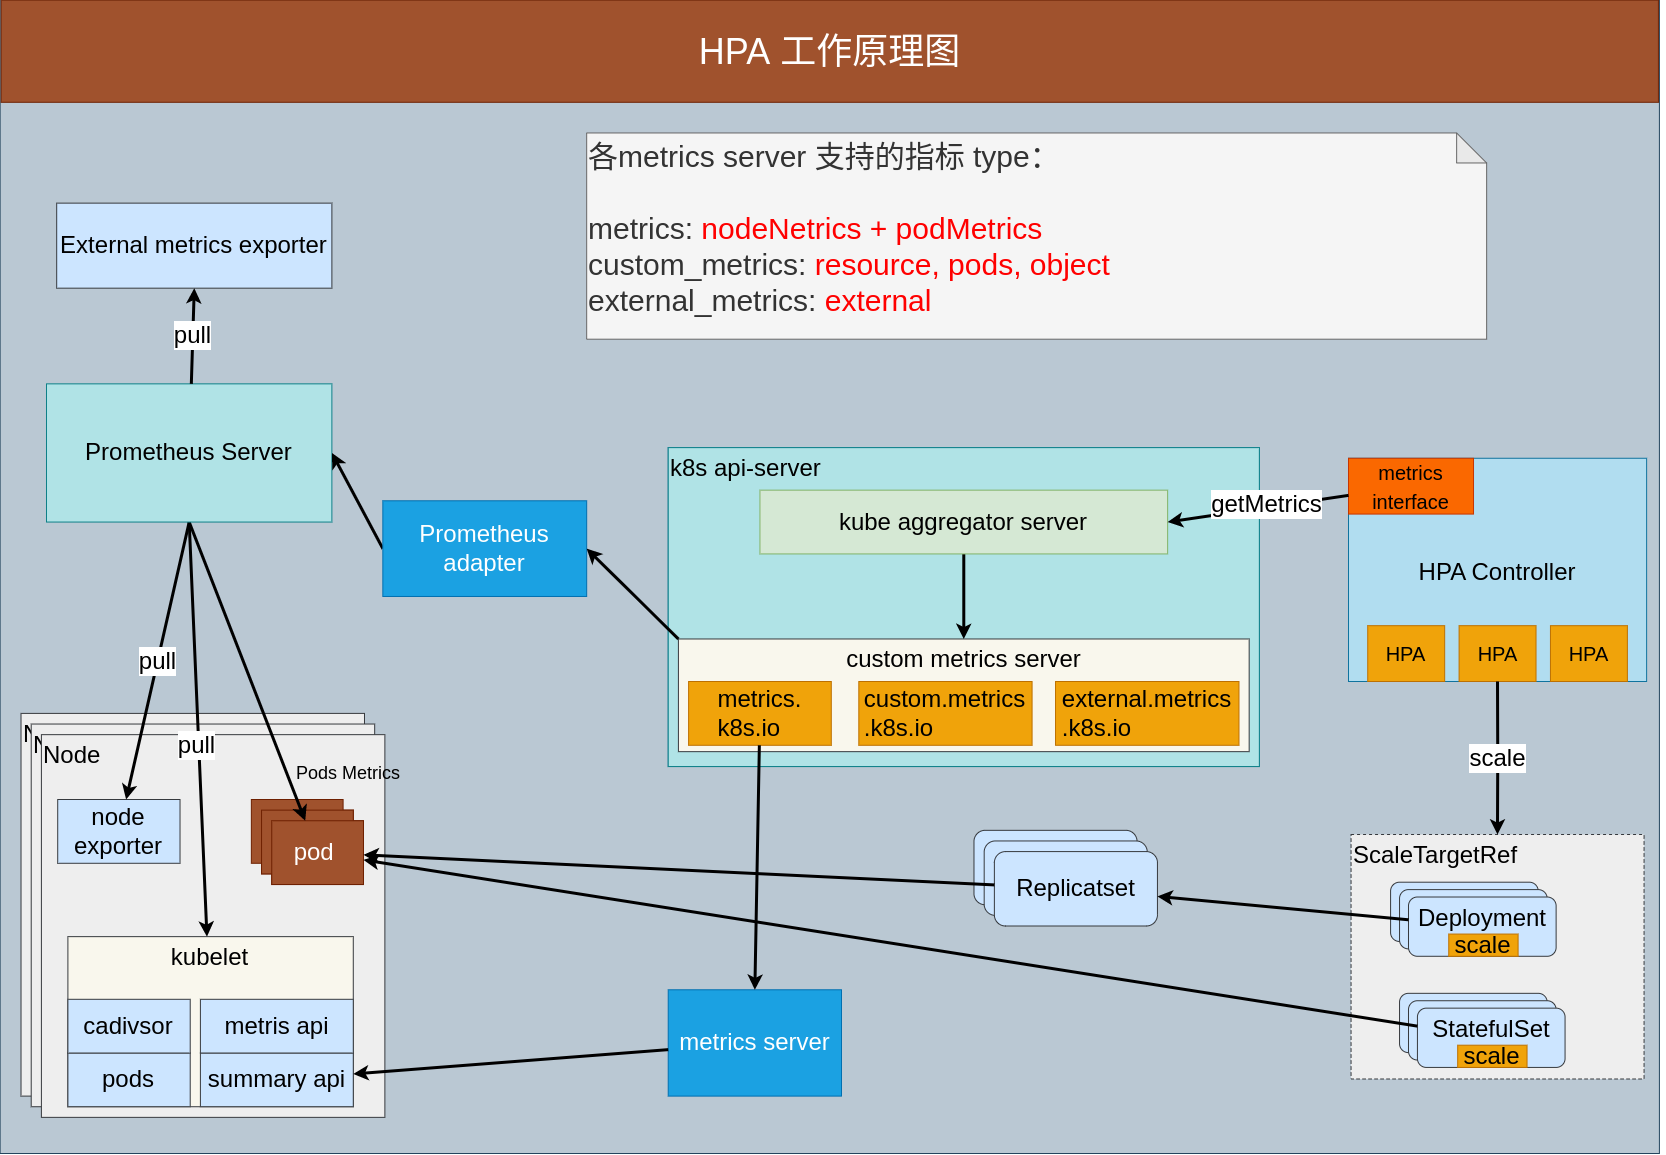 HPA 工作原理图
各metrics server 支持的指标 type：
metrics: nodeNetrics + podMetrics
custom_metrics: resource, pods, object
external_metrics: external
External metrics exporter
pull
Prometheus Server
Prometheus
adapter
k8s api-server
kube aggregator server
getMetrics
metrics
interface
HPA Controller
HPA
HPA
HPA
custom metrics server
metrics.
k8s.io
custom.metrics
.k8s.io
external.metrics
.k8s.io
pull
pull
scale
Node
Pods Metrics
node
exporter
pod
kubelet
cadivsor
metris api
pods
summary api
metrics server
Replicatset
ScaleTargetRef
Deployment
scale
StatefulSet
scale